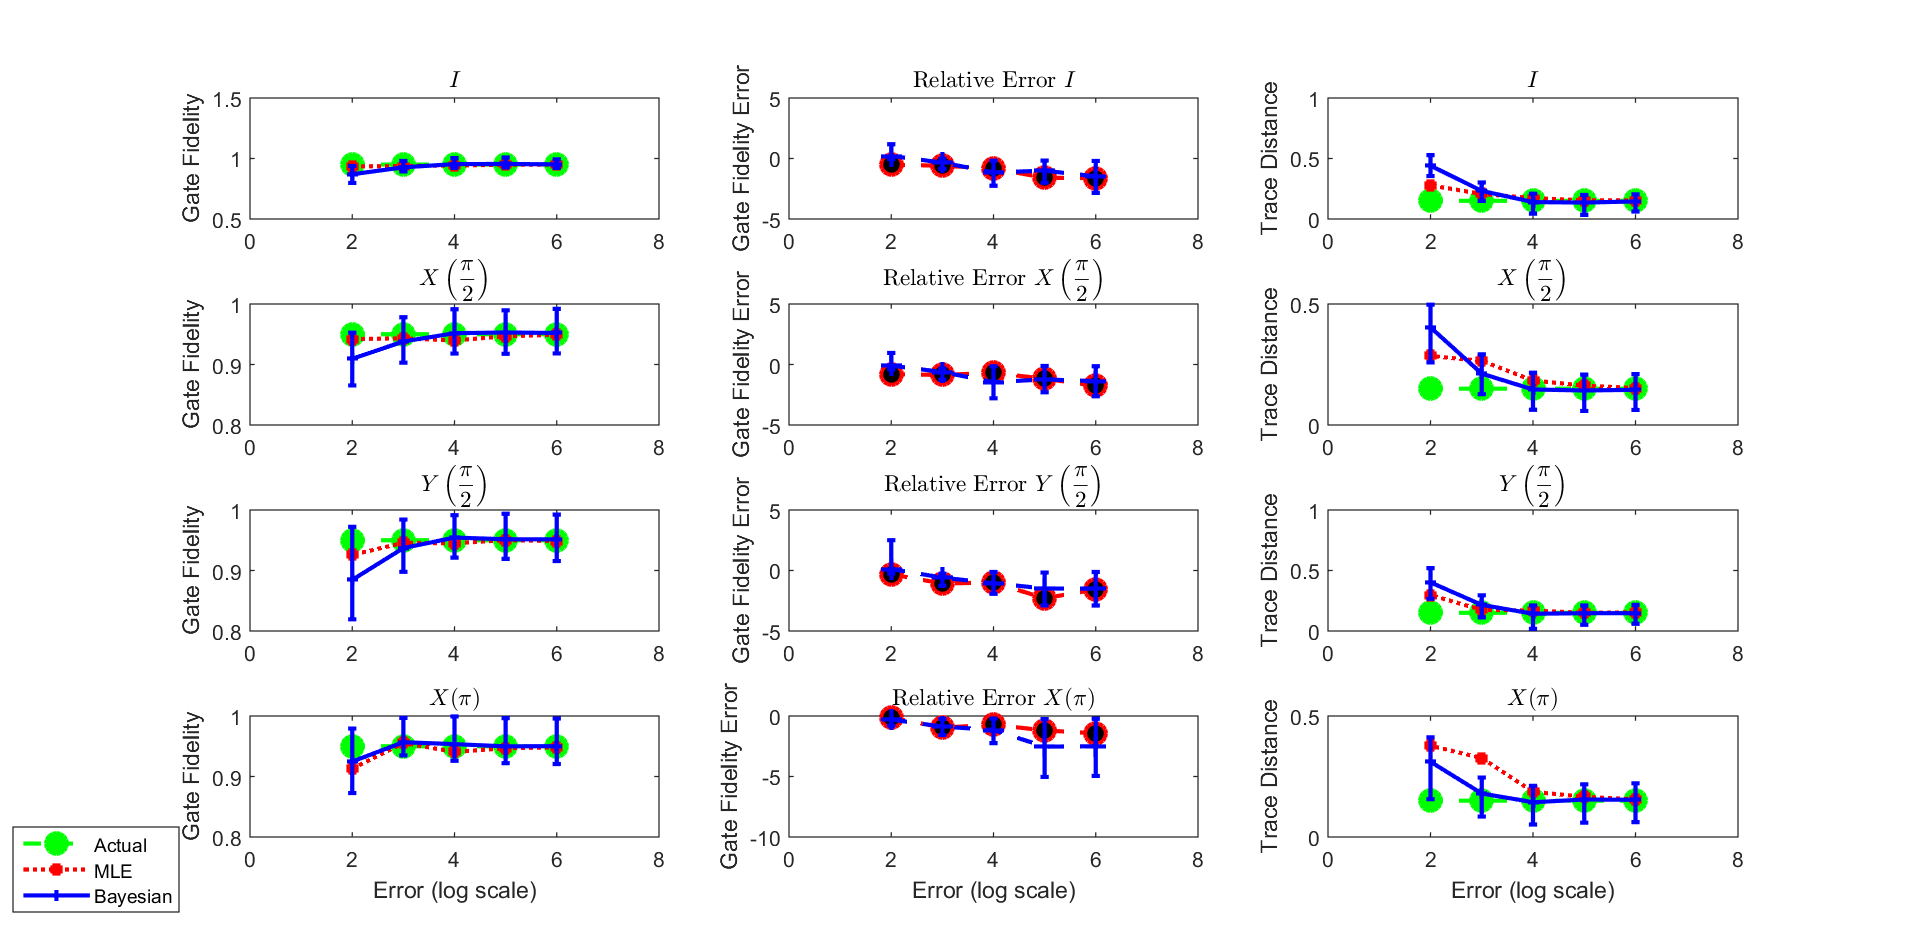 I
Gate Fidelity
1.5
1
0.5
0 2 4 6 8
Relative Error I
Gate Fidelity Error
5
0
-5
0 2 4 6 8
I
Trace Distance
1
0.5
0
0 2 4 6 8
X (π/2)
Gate Fidelity
1
0.9
0.8
0 2 4 6 8
Relative Error X (π/2)
Gate Fidelity Error
5
0
-5
0 2 4 6 8
X (π/2)
Trace Distance
0.5
0
0 2 4 6 8
Y (π/2)
Gate Fidelity
1
0.9
0.8
0 2 4 6 8
Relative Error Y (π/2)
Gate Fidelity Error
5
0
-5
0 2 4 6 8
Y (π/2)
Trace Distance
1
0.5
0
0 2 4 6 8
X(π)
Gate Fidelity
1
0.9
0.8
0 2 4 6 8
Error (log scale)
Relative Error X(π)
Gate Fidelity Error
0
-5
-10
0 2 4 6 8
Error (log scale)
X(π)
Trace Distance
0.5
0
0 2 4 6 8
Error (log scale)
Actual
MLE
Bayesian